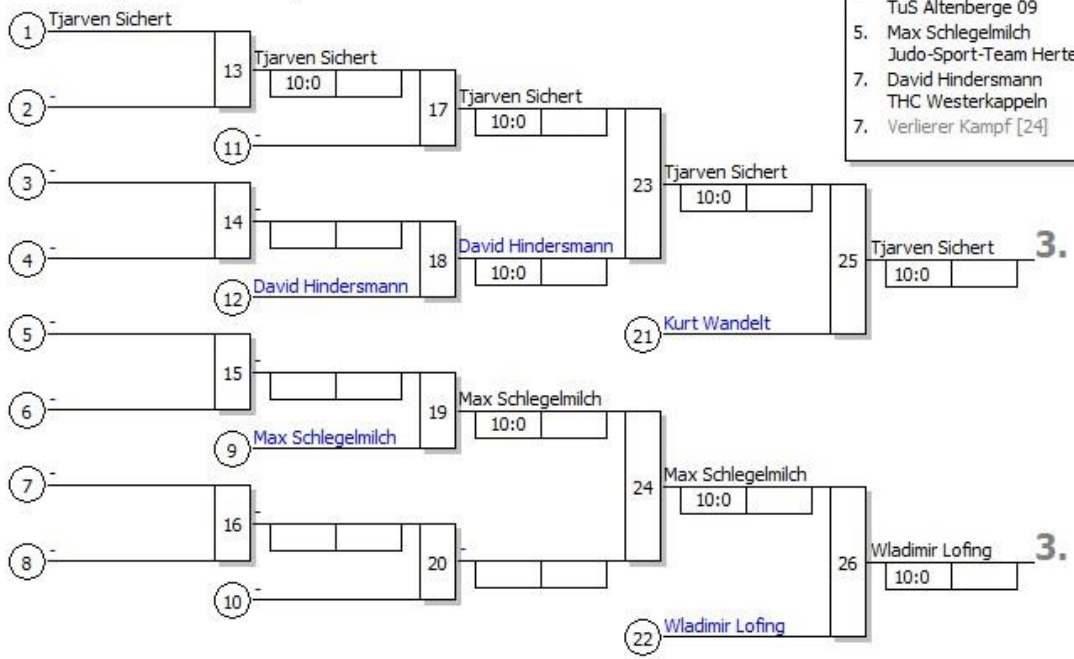 TuS Altenberge 09
5. Max Schlegelmilch
Judo-Sport-Team Herte
7. David Hindersmann
THC Westerkappeln
7. Verlierer Kampf [24]
1 Tjarven Sichert
2 -
13
Tjarven Sichert
10:0
11 -
17
Tjarven Sichert
10:0
3 -
4 -
14
-
12 David Hindersmann
18
David Hindersmann
10:0
23
Tjarven Sichert
10:0
21 Kurt Wandelt
25
Tjarven Sichert
10:0
3.
5 -
6 -
15
-
9 Max Schlegelmilch
19
Max Schlegelmilch
10:0
7 -
8 -
16
-
10 -
20
-
24
Max Schlegelmilch
10:0
22 Wladimir Lofing
26
Wladimir Lofing
10:0
3.